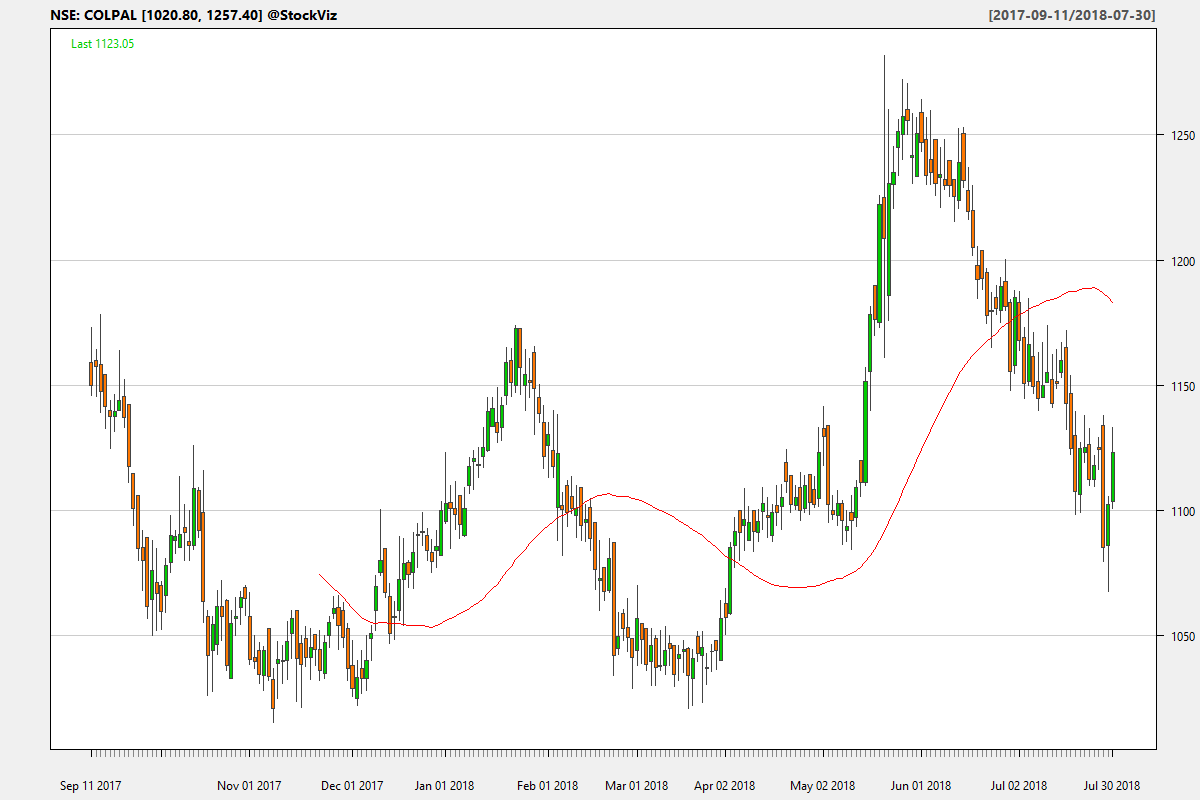 NSE: COLPAL [1020.80, 1257.40] @StockViz [2017-09-11/2018-07-30]
Last 1123.05
1250
1200
1150
1100
1050
Sep 11 2017 Nov 01 2017 Dec 01 2017 Jan 01 2018 Feb 01 2018 Mar 01 2018 Apr 02 2018 May 02 2018 Jun 01 2018 Jul 02 2018 Jul 30 2018